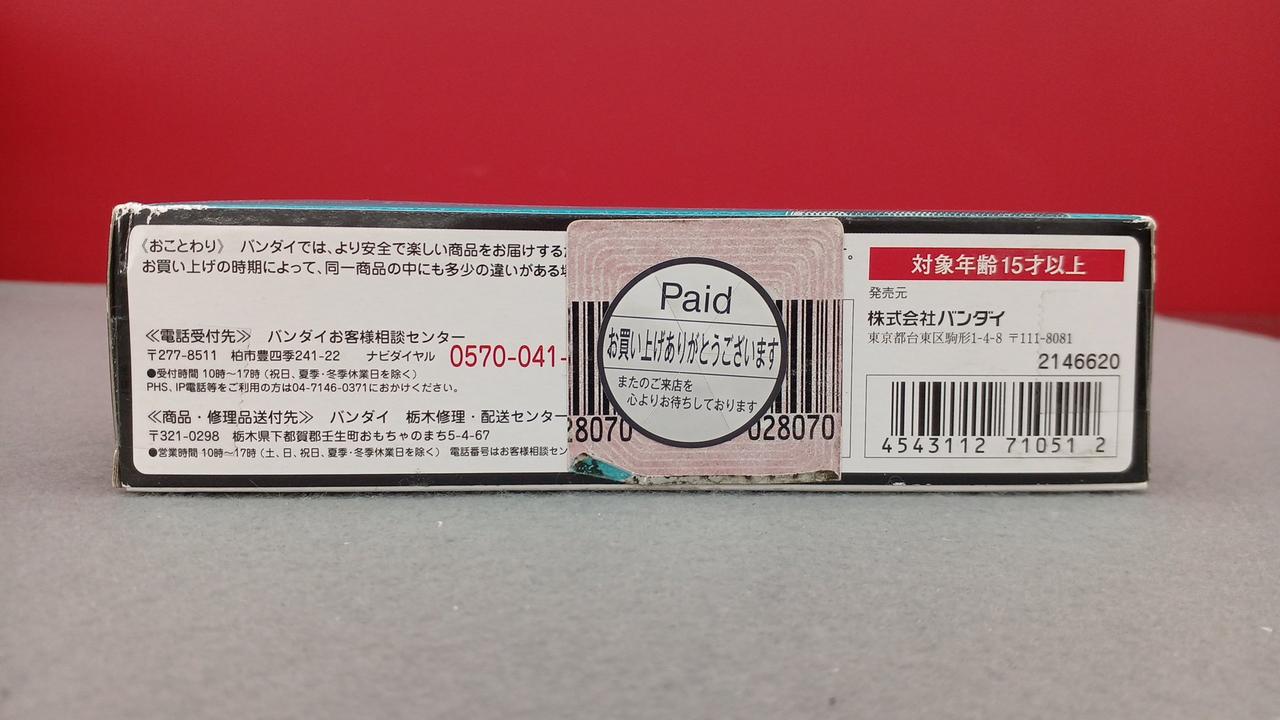 《おことわり》 バンダイでは、より安全で楽しい商品をお届けする
お買い上げの時期によって、同一商品の中にも多少の違いがある
≪電話受付先≫ バンダイお客様相談センター
〒277-8511 柏市豊四季241-22 ナビダイヤル 0570-041-
●受付時間 10時〜17時(祝日、夏季・冬季休業日を除く)
PHS、IP電話等をご利用の方は04-7146-0371におかけください。
≪商品・修理品送付先≫ バンダイ 栃木修理・配送センター
〒321-0298 栃木県下都賀郡壬生町おもちゃのまち5-4-67
●営業時間 10時〜17時(土、日、祝日、夏季・冬季休業日を除く) 電話番号はお客様相談セン
Paid
お買い上げありがとうございます
またのご来店を
心よりお待ちしております
28070
028070
対象年齢15才以上
発売元
株式会社バンダイ
東京都台東区駒形1-4-8 〒111-8081
2146620
4543112 71051 2